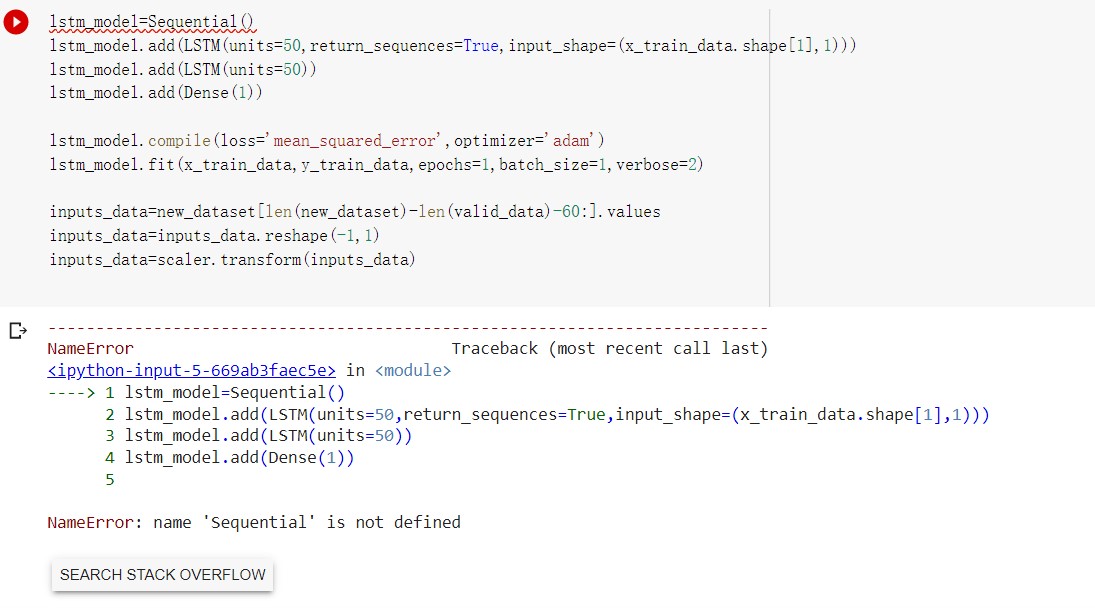 lstm_model=Sequential()
lstm_model.add(LSTM(units=50,return_sequences=True,input_shape=(x_train_data.shape[1],1)))
lstm_model.add(LSTM(units=50))
lstm_model.add(Dense(1))
lstm_model.compile(loss='mean_squared_error',optimizer='adam')
lstm_model.fit(x_train_data,y_train_data,epochs=1,batch_size=1,verbose=2)
inputs_data=new_dataset[len(new_dataset)-len(valid_data)-60:].values
inputs_data=inputs_data.reshape(-1,1)
inputs_data=scaler.transform(inputs_data)
---------------------------------------------------------------------------
NameError Traceback (most recent call last)
<ipython-input-5-669ab3faec5e> in <module>
----> 1 lstm_model=Sequential()
2 lstm_model.add(LSTM(units=50,return_sequences=True,input_shape=(x_train_data.shape[1],1)))
3 lstm_model.add(LSTM(units=50))
4 lstm_model.add(Dense(1))
5
NameError: name 'Sequential' is not defined
SEARCH STACK OVERFLOW